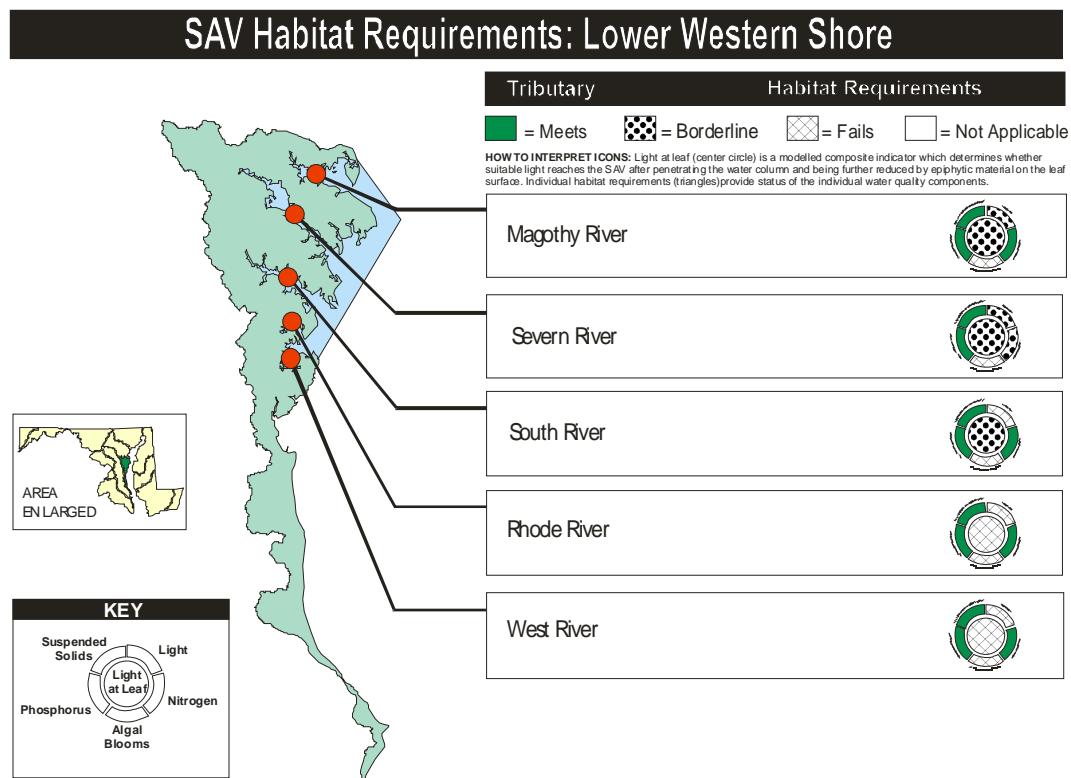 SAV Habitat Requirements: Lower Western Shore
Tributary Habitat Requirements
= Meets = Borderline = Fails = Not Applicable
HOW TO INTERPRET ICONS: Light at leaf (center circle) is a modelled composite indicator which determines whether
suitable light reaches the SAV after penetrating the water column and being further reduced by epiphytic material on the leaf
surface. Individual habitat requirements (triangles)provide status of the individual water quality components.
Magothy River
Severn River
South River
Rhode River
West River
AREA
ENLARGED
KEY
Suspended
Solids
Light
Light
at Leaf
Phosphorus
Nitrogen
Algal
Blooms